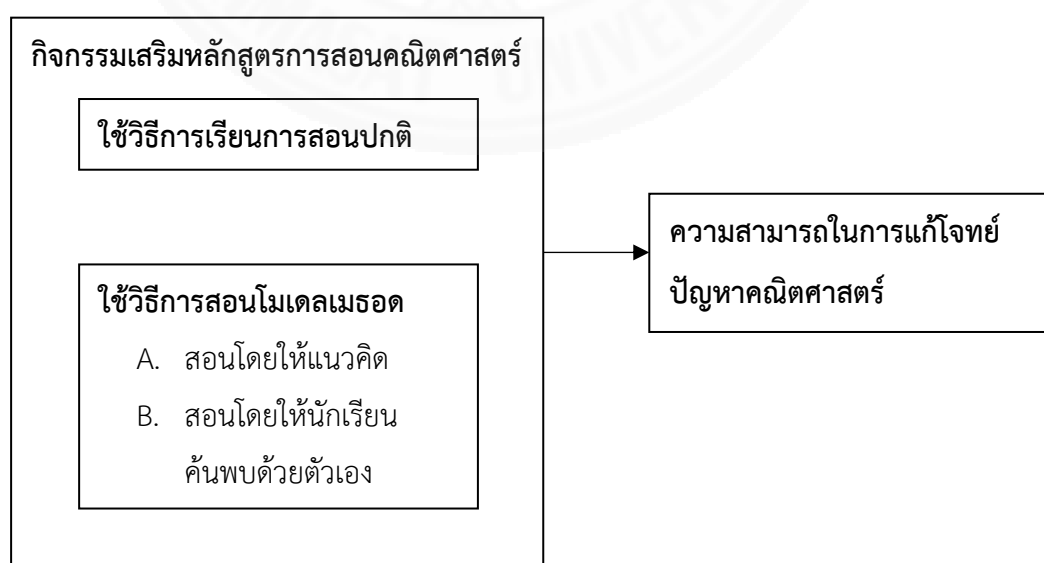 กิจกรรมเสริมหลักสูตรการสอนคณิตศาสตร์
ใช้วิธีการเรียนการสอนปกติ
ความสามารถในการแก้โจทย์
ปัญหาคณิตศาสตร์
ใช้วิธีการสอนโมเดลเมธอด
A. สอนโดยให้แนวคิด
B. สอนโดยให้นักเรียน
ค้นพบด้วยตัวเอง